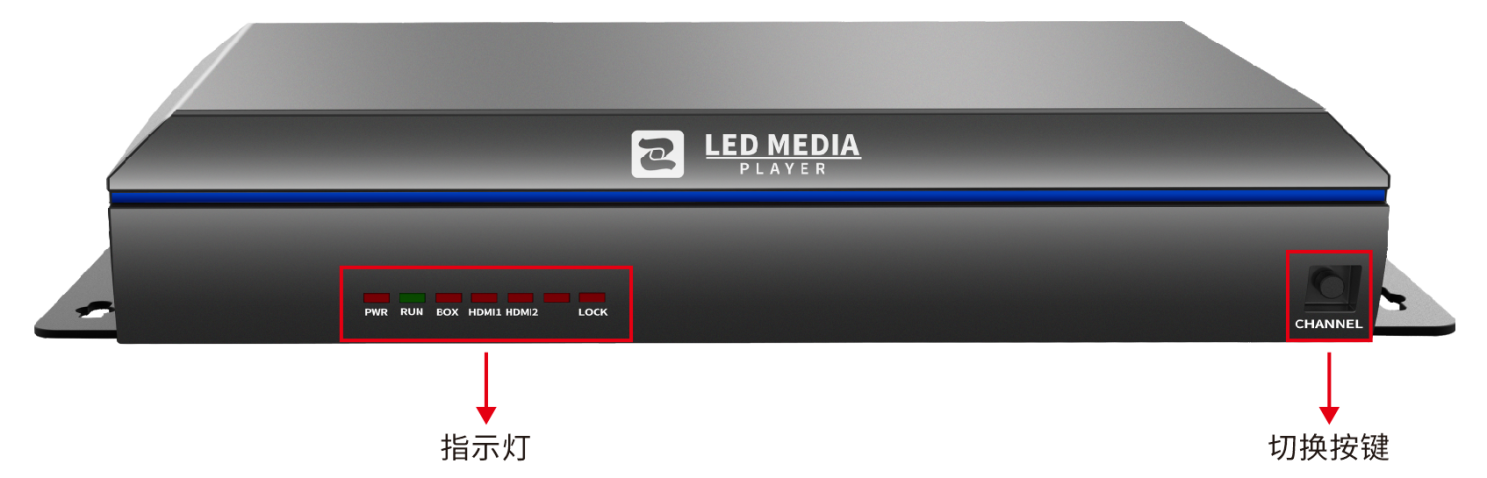 LED MEDIA
PLAYER
PWR RUN BOX HDMI1 HDMI2 LOCK
CHANNEL
指示灯
切换按键